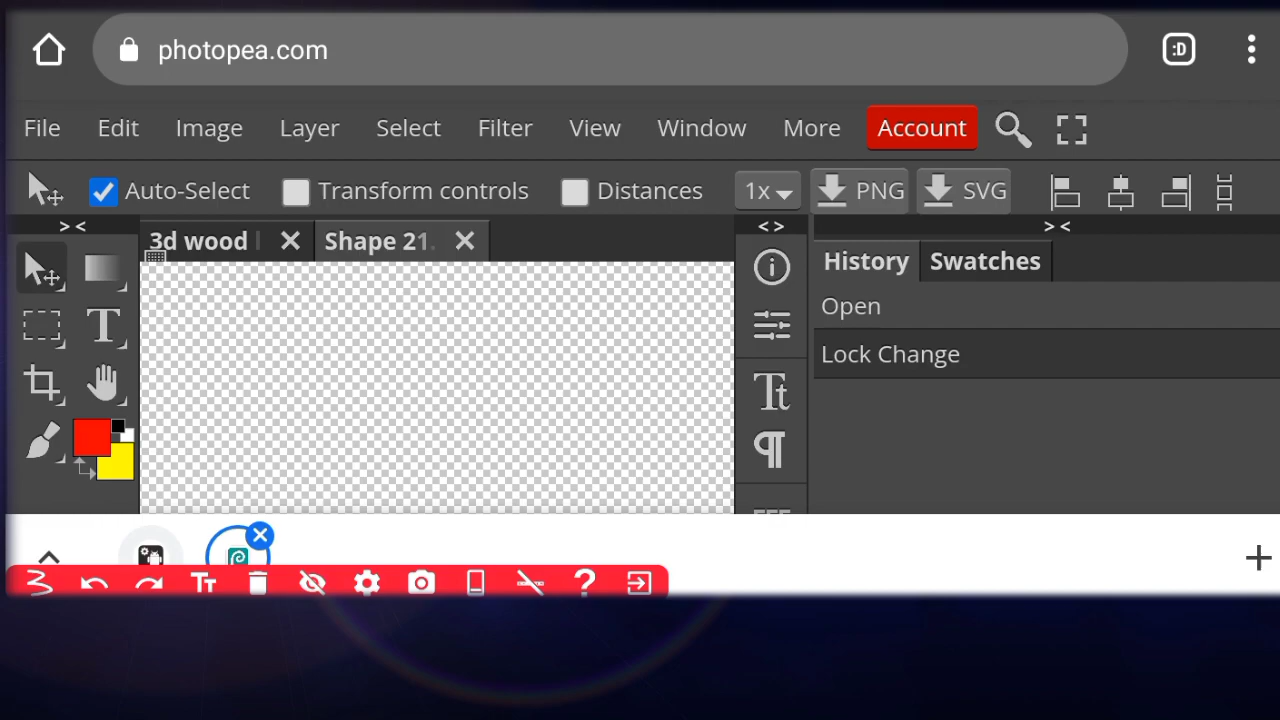 photopea.com
:D
File Edit Image Layer Select Filter View Window More Account
Auto-Select Transform controls Distances 1x PNG SVG
> < < > > <
3d wood Shape 21. History Swatches
Open
Lock Change